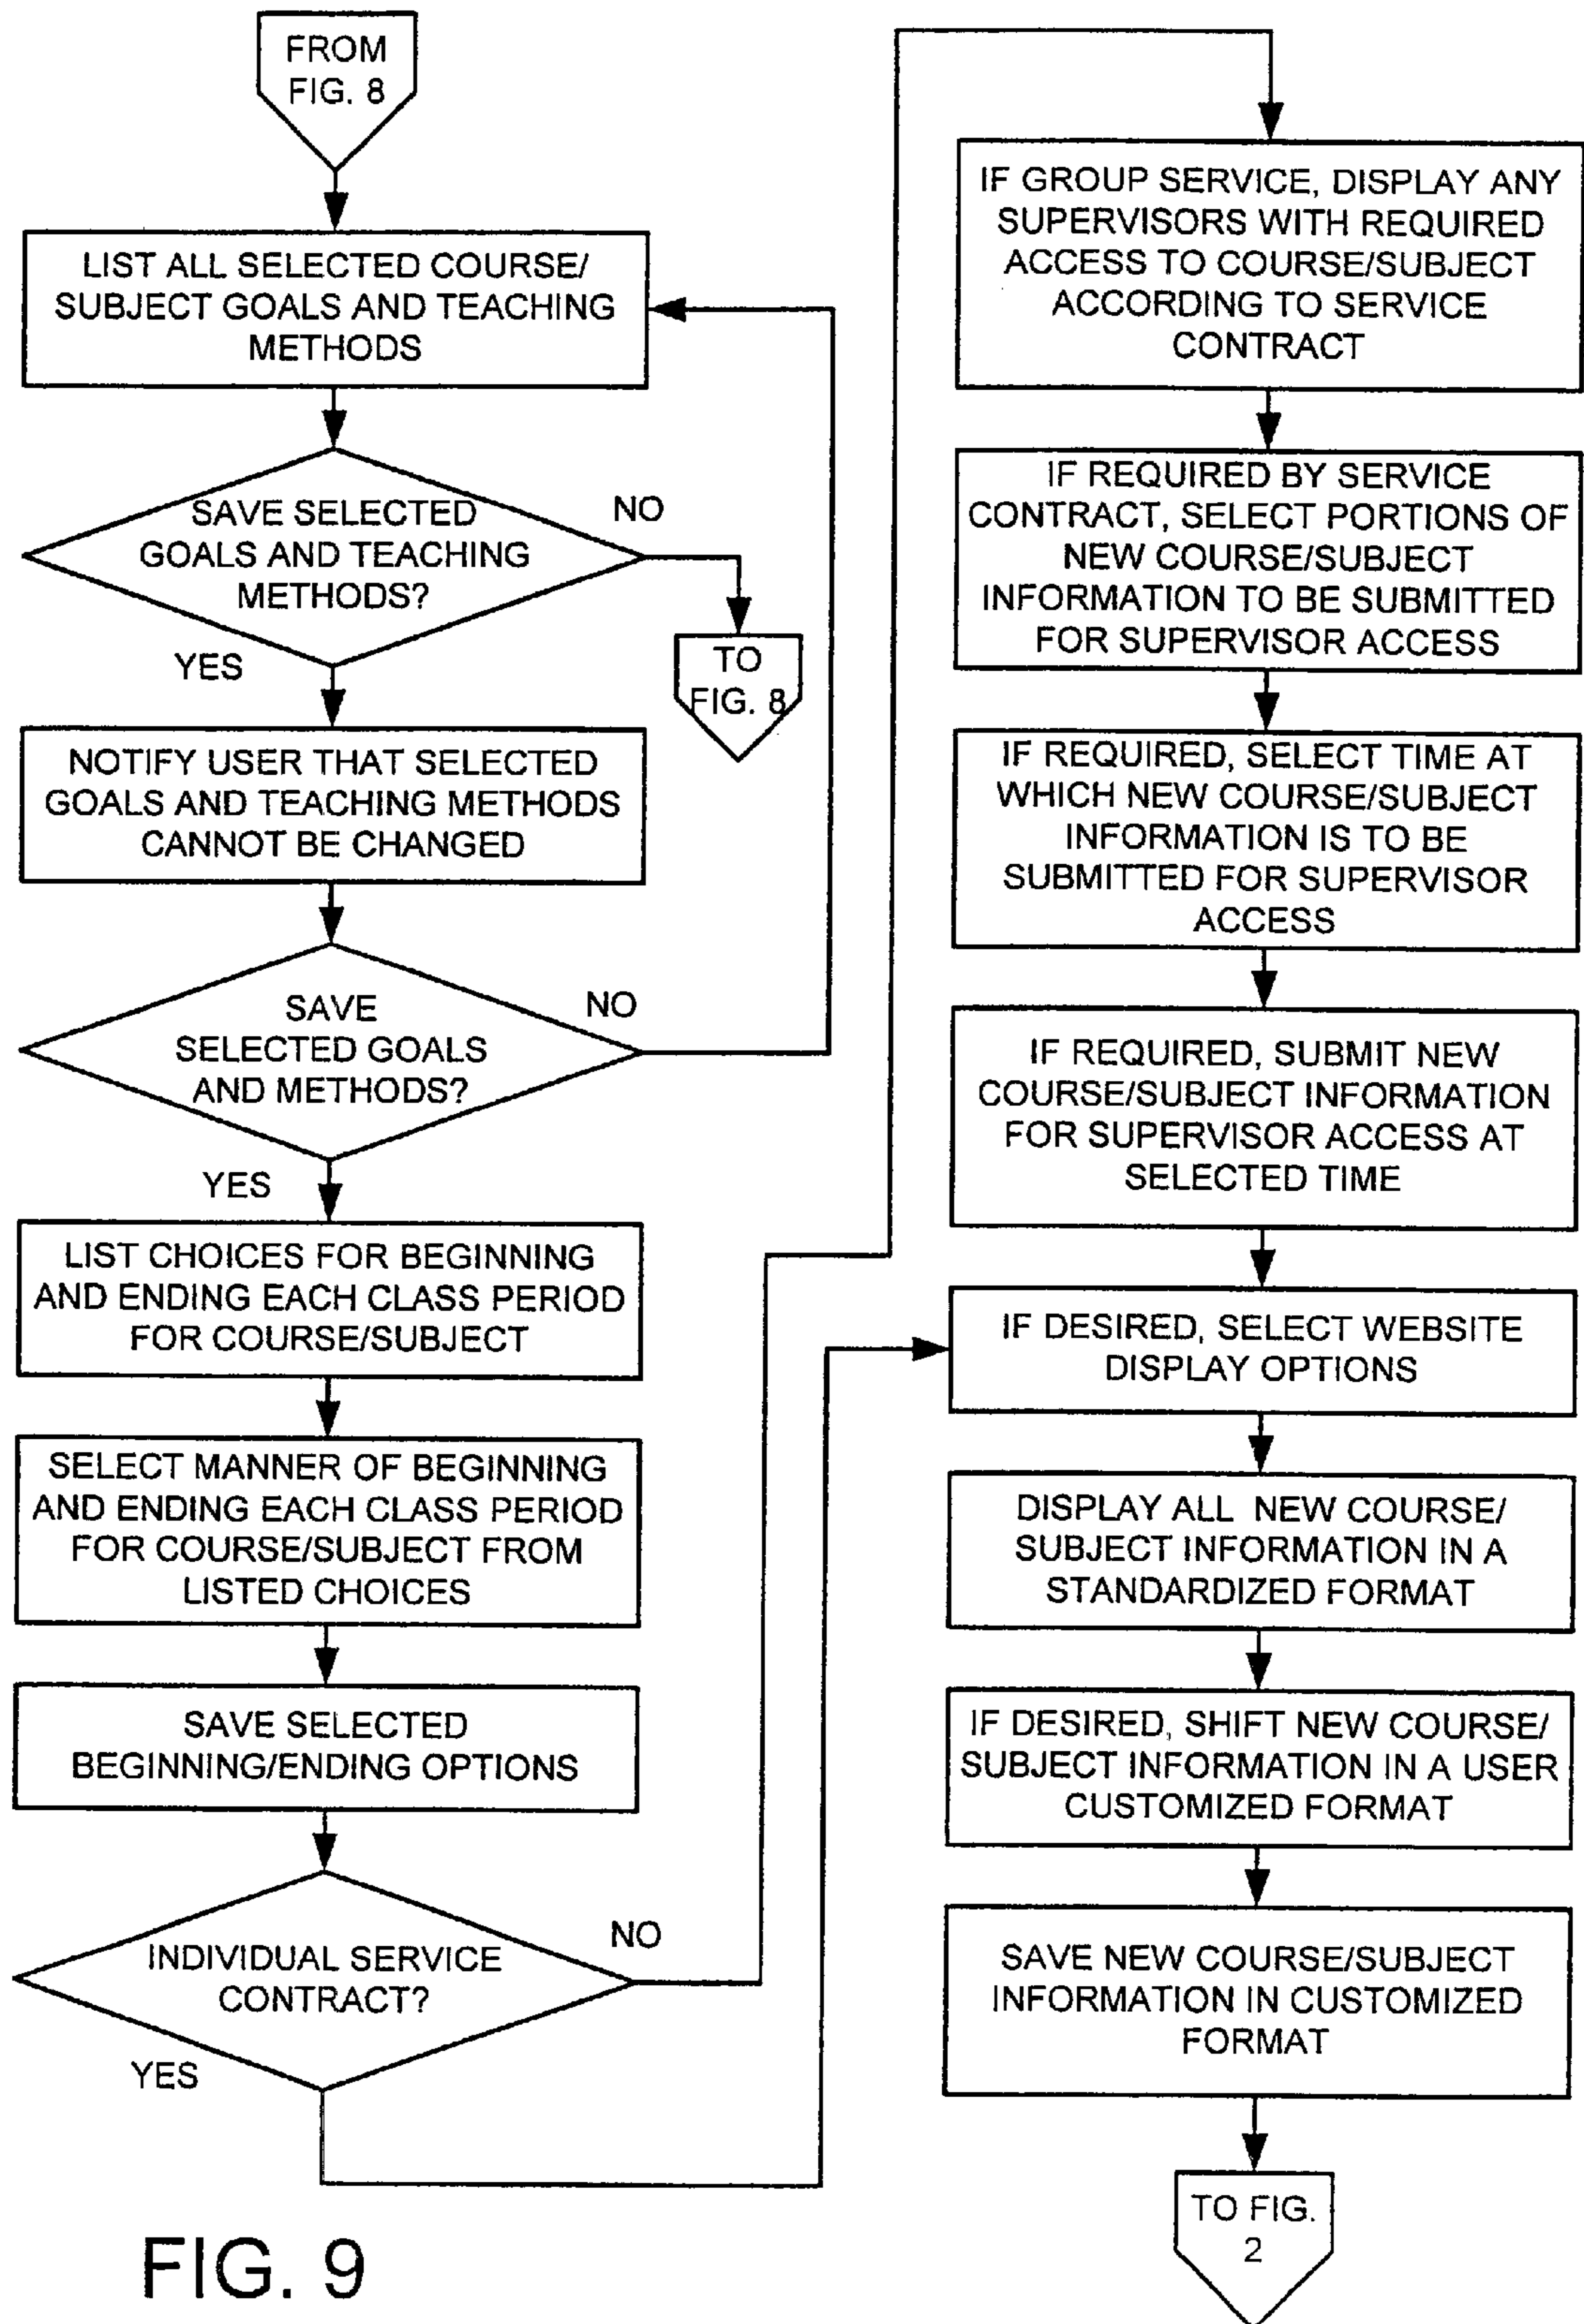 FROM
FIG. 8
LIST ALL SELECTED COURSE/
SUBJECT GOALS AND TEACHING
METHODS
SAVE SELECTED
GOALS AND TEACHING
METHODS?
NO
YES
TO
FIG. 8
NOTIFY USER THAT SELECTED
GOALS AND TEACHING METHODS
CANNOT BE CHANGED
SAVE
SELECTED GOALS
AND METHODS?
NO
YES
LIST CHOICES FOR BEGINNING
AND ENDING EACH CLASS PERIOD
FOR COURSE/SUBJECT
SELECT MANNER OF BEGINNING
AND ENDING EACH CLASS PERIOD
FOR COURSE/SUBJECT FROM
LISTED CHOICES
SAVE SELECTED
BEGINNING/ENDING OPTIONS
INDIVIDUAL SERVICE
CONTRACT?
NO
YES
IF GROUP SERVICE, DISPLAY ANY
SUPERVISORS WITH REQUIRED
ACCESS TO COURSE/SUBJECT
ACCORDING TO SERVICE
CONTRACT
IF REQUIRED BY SERVICE
CONTRACT, SELECT PORTIONS OF
NEW COURSE/SUBJECT
INFORMATION TO BE SUBMITTED
FOR SUPERVISOR ACCESS
IF REQUIRED, SELECT TIME AT
WHICH NEW COURSE/SUBJECT
INFORMATION IS TO BE
SUBMITTED FOR SUPERVISOR
ACCESS
IF REQUIRED, SUBMIT NEW
COURSE/SUBJECT INFORMATION
FOR SUPERVISOR ACCESS AT
SELECTED TIME
IF DESIRED, SELECT WEBSITE
DISPLAY OPTIONS
DISPLAY ALL NEW COURSE/
SUBJECT INFORMATION IN A
STANDARDIZED FORMAT
IF DESIRED, SHIFT NEW COURSE/
SUBJECT INFORMATION IN A USER
CUSTOMIZED FORMAT
SAVE NEW COURSE/SUBJECT
INFORMATION IN CUSTOMIZED
FORMAT
TO FIG.
2
FIG. 9